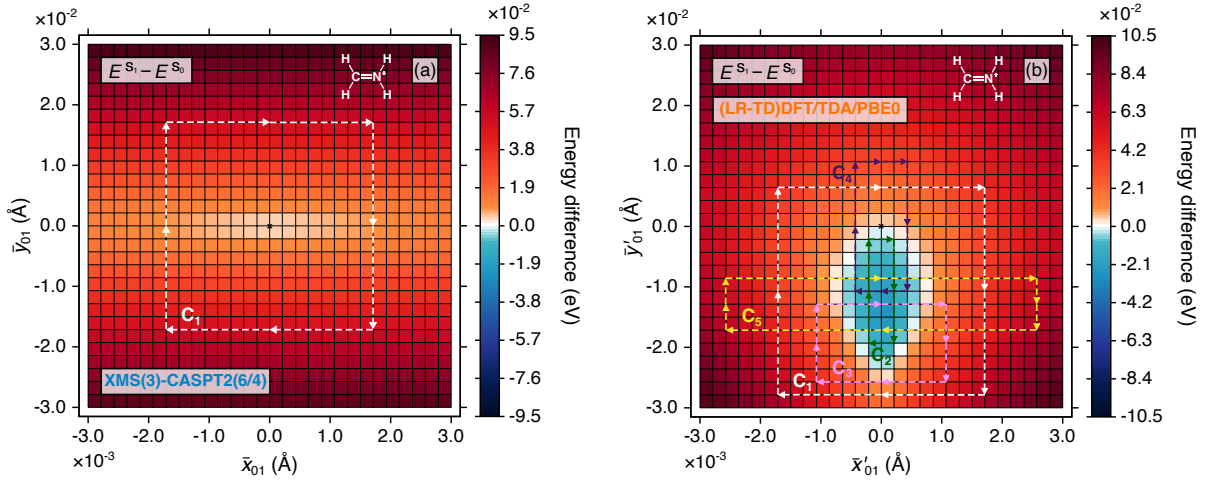 ×10⁻²
×10⁻²
3.0
2.0
1.0
0.0
-1.0
-2.0
-3.0
ȳ₀₁ (Å)
E^S₁ − E^S₀
H H
C=N⁺
H H
(a)
C₁
XMS(3)-CASPT2(6/4)
-3.0 -2.0 -1.0 0.0 1.0 2.0 3.0
×10⁻³
x̄₀₁ (Å)
9.5
7.6
5.7
3.8
1.9
0.0
-1.9
-3.8
-5.7
-7.6
-9.5
Energy difference (eV)
×10⁻²
×10⁻²
3.0
2.0
1.0
0.0
-1.0
-2.0
-3.0
ȳ′₀₁ (Å)
E^S₁ − E^S₀
H H
C=N⁺
H H
(b)
(LR-TD)DFT/TDA/PBE0
C₄
C₅
C₂
C₃
C₁
-3.0 -2.0 -1.0 0.0 1.0 2.0 3.0
×10⁻³
x̄′₀₁ (Å)
10.5
8.4
6.3
4.2
2.1
0.0
-2.1
-4.2
-6.3
-8.4
-10.5
Energy difference (eV)